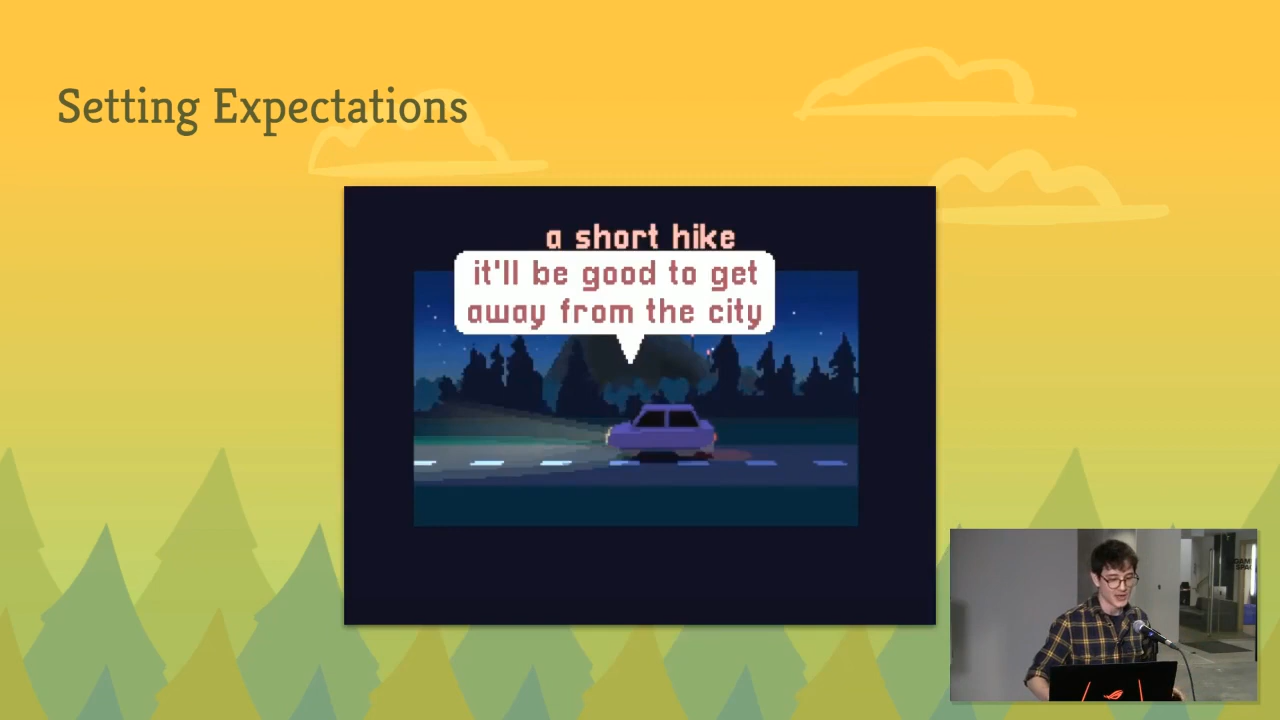 Setting Expectations
a short hike
it'll be good to get
away from the city